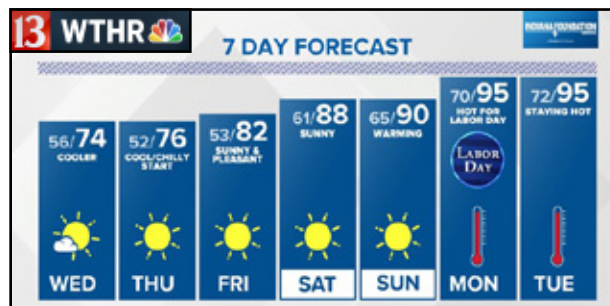 13 WTHR
INDIANA FOUNDATION
7 DAY FORECAST
56/74
COOLER
WED
52/76
COOL/CHILLY
START
THU
53/82
SUNNY &
PLEASANT
FRI
61/88
SUNNY
SAT
65/90
WARMING
SUN
70/95
HOT FOR
LABOR DAY
LABOR
DAY
MON
72/95
STAYING HOT
TUE